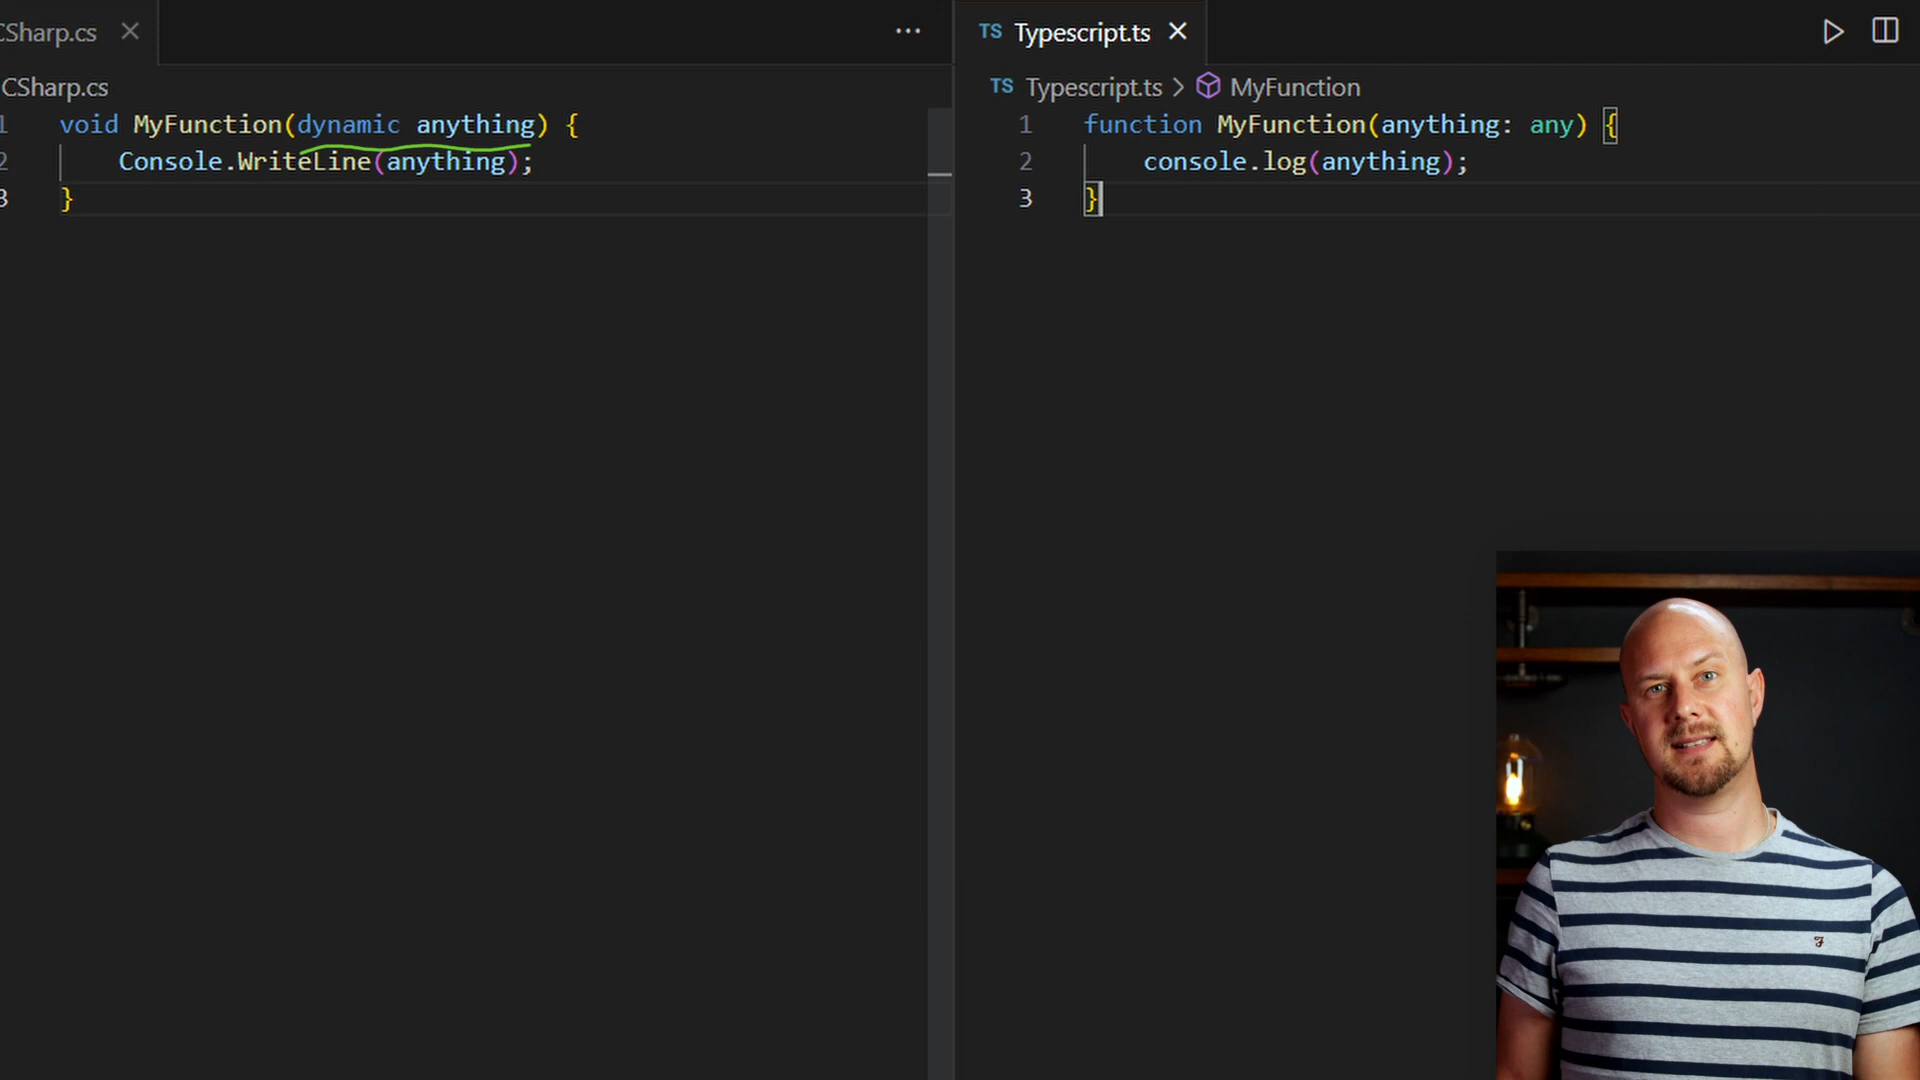 CSharp.cs
TS Typescript.ts
CSharp.cs
TS Typescript.ts > MyFunction
1 void MyFunction(dynamic anything) {
2 Console.WriteLine(anything);
3 }
1 function MyFunction(anything: any) {
2 console.log(anything);
3 }